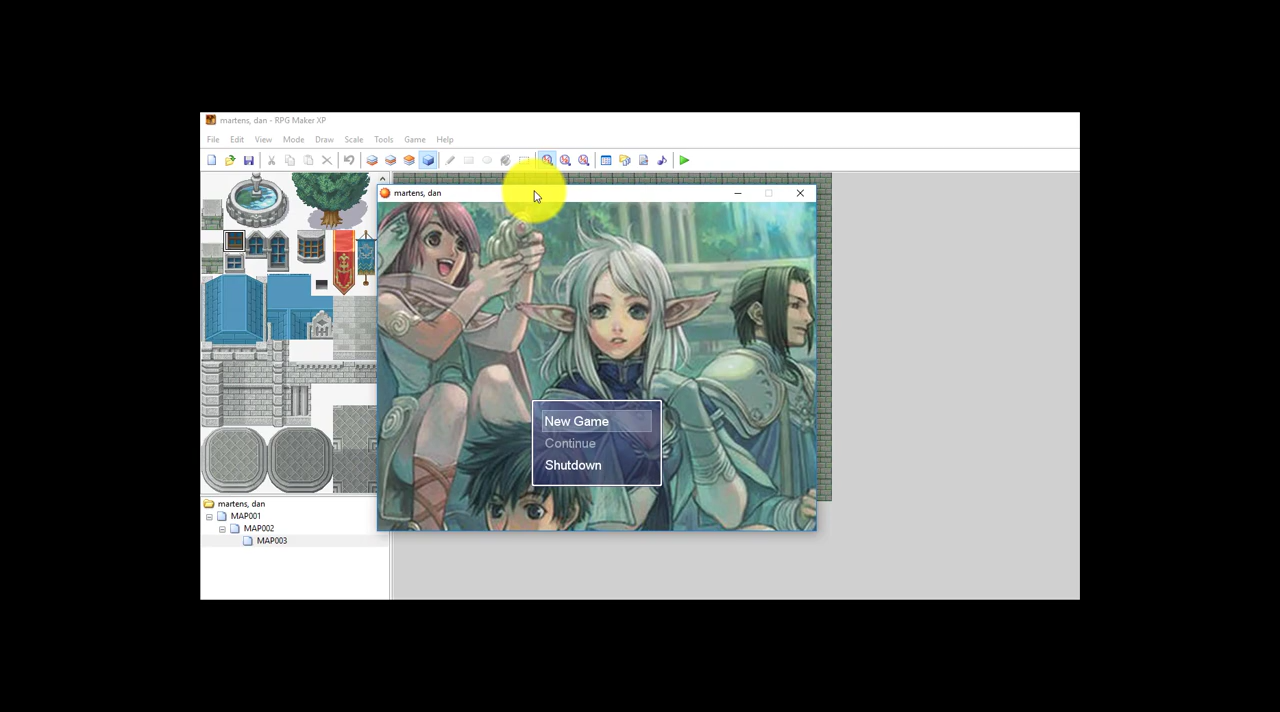 martens, dan - RPG Maker XP
File Edit View Mode Draw Scale Tools Game Help
martens, dan
New Game
Continue
Shutdown
martens, dan
MAP001
MAP002
MAP003